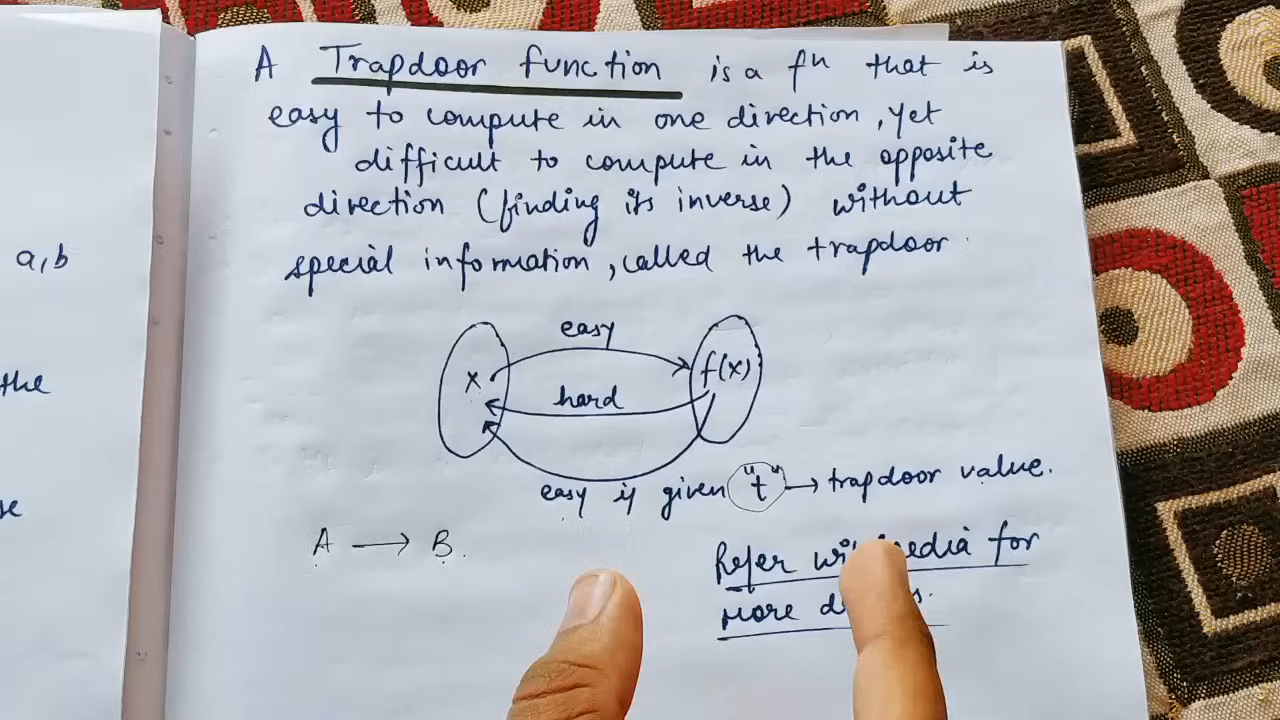 a,b
the
se
A Trapdoor function is a fn that is
easy to compute in one direction, yet
difficult to compute in the opposite
direction (finding its inverse) without
special information, called the trapdoor.
easy
x
f(x)
hard
easy if given "t" → trapdoor value.
A → B.
Refer for
more